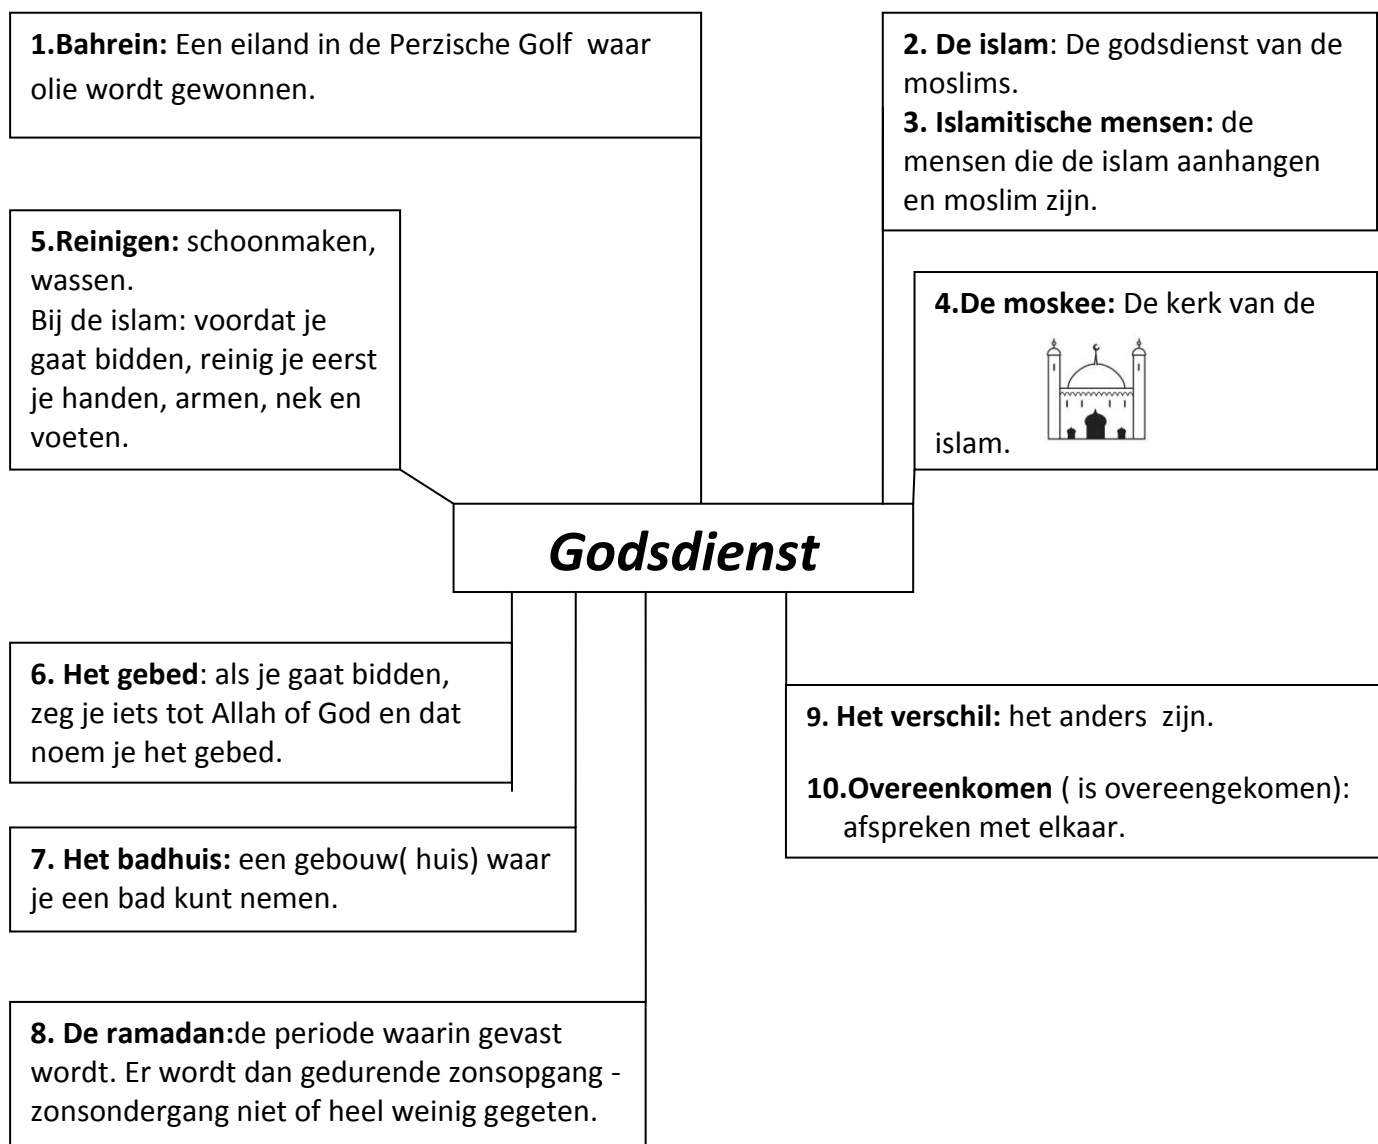 1.Bahrein: Een eiland in de Perzische Golf  waar
olie wordt gewonnen.
2. De islam: De godsdienst van de
moslims.
3. Islamitische mensen: de
mensen die de islam aanhangen
en moslim zijn.
5.Reinigen: schoonmaken,
wassen.
Bij de islam: voordat je
gaat bidden, reinig je eerst
je handen, armen, nek en
voeten.
4.De moskee: De kerk van de
islam.
Godsdienst
6. Het gebed: als je gaat bidden,
zeg je iets tot Allah of God en dat
noem je het gebed.
7. Het badhuis: een gebouw( huis) waar
je een bad kunt nemen.
8. De ramadan:de periode waarin gevast
wordt. Er wordt dan gedurende zonsopgang -
zonsondergang niet of heel weinig gegeten.
9. Het verschil: het anders  zijn.
10.Overeenkomen ( is overeengekomen):
afspreken met elkaar.